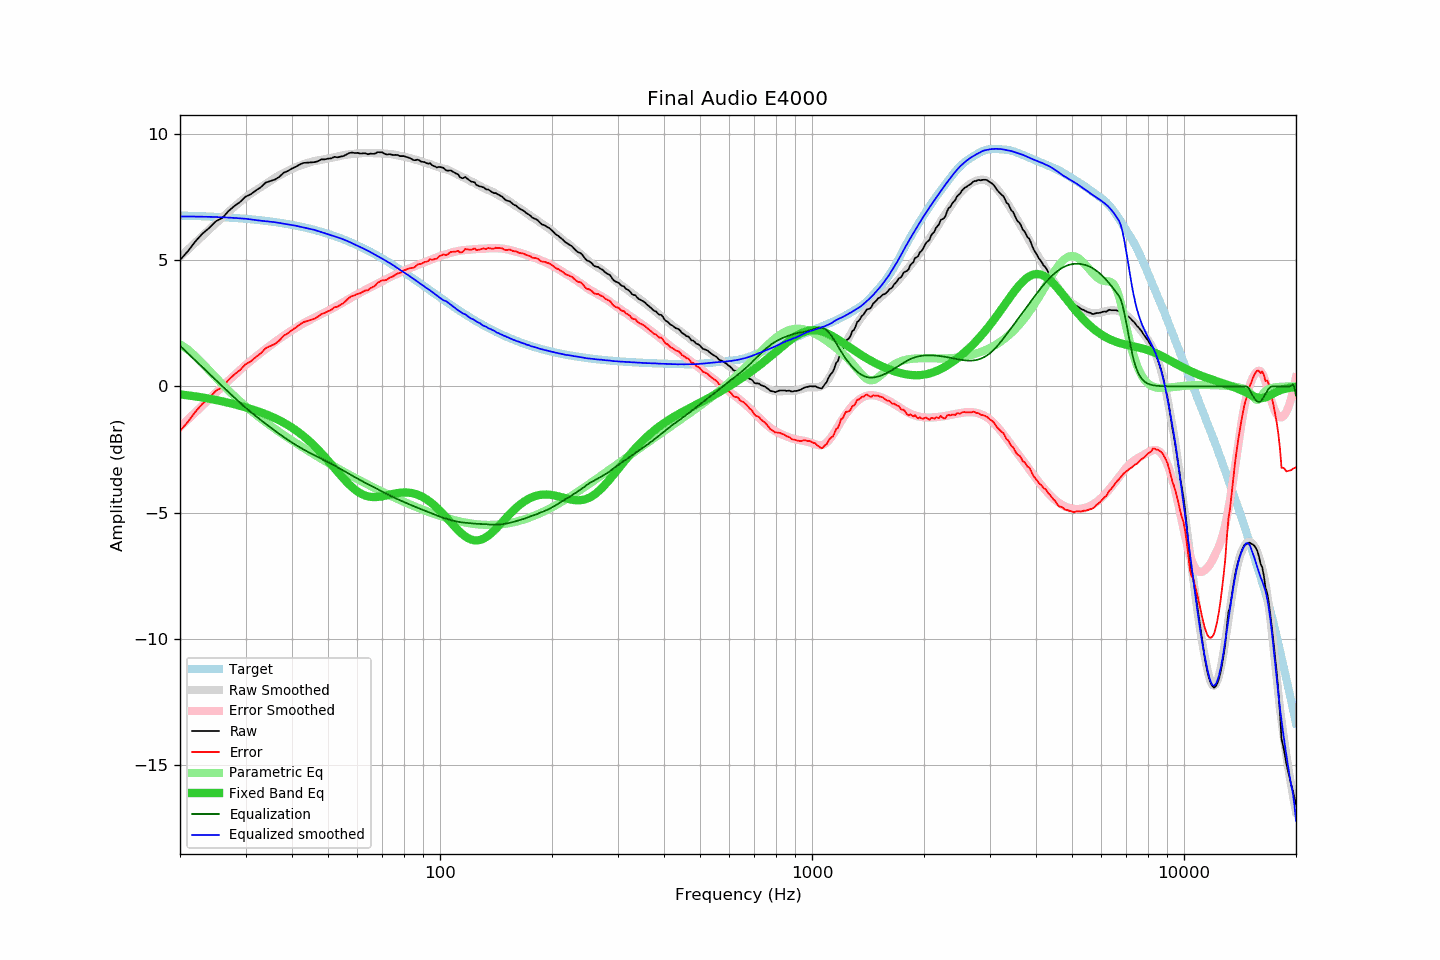 Final Audio E4000
10
5
0
−5
−10
−15
Amplitude (dBr)
Target
Raw Smoothed
Error Smoothed
Raw
Error
Parametric Eq
Fixed Band Eq
Equalization
Equalized smoothed
100
1000
10000
Frequency (Hz)